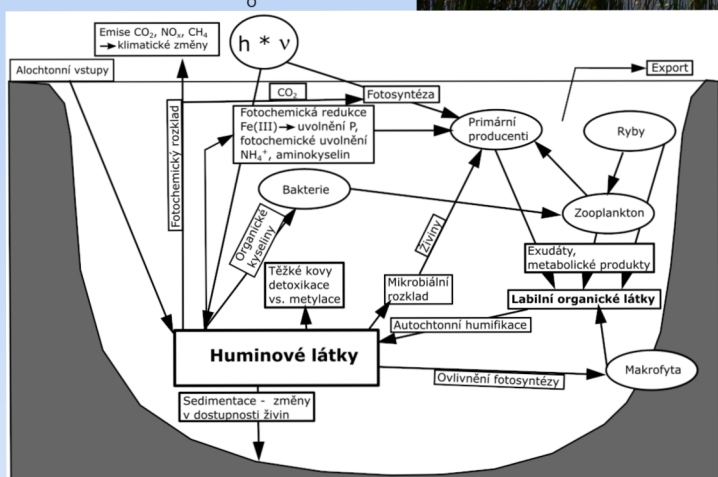 Emise CO₂, NOₓ, CH₄
→klimatické změny
h * ν
Alochtonní vstupy
Export
CO₂
Fotosyntéza
Fotochemický rozklad
Fotochemická redukce
Fe(III)→ uvolnění P,
fotochemické uvolnění
NH₄⁺, aminokyselin
Primární
producenti
Ryby
Bakterie
Zooplankton
Organické
kyseliny
Živiny
Exudáty,
metabolické produkty
Těžké kovy
detoxikace
vs. metylace
Mikrobiální
rozklad
Labilní organické látky
Autochtonní humifikace
Huminové látky
Ovlivnění fotosyntézy
Makrofyta
Sedimentace - změny
v dostupnosti živin